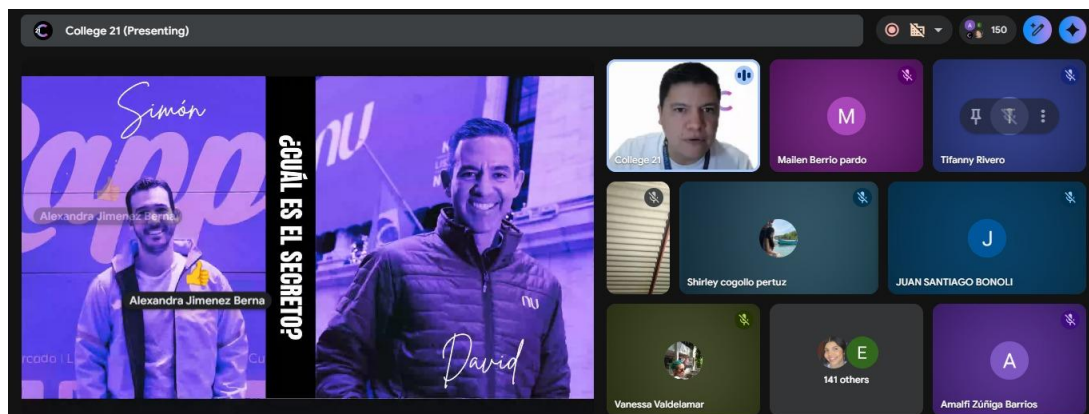 College 21 (Presenting)
150
Simón
Rapp
Alexandra Jimenez Berna
Alexandra Jimenez Berna
¿CUÁL ES EL SECRETO?
nu
nu
David
College 21
M
Mailen Berrio pardo
Tifanny Rivero
Shirley cogollo pertuz
J
JUAN SANTIAGO BONOLI
Vanessa Valdelamar
E
141 others
A
Amalfi Zúñiga Barrios